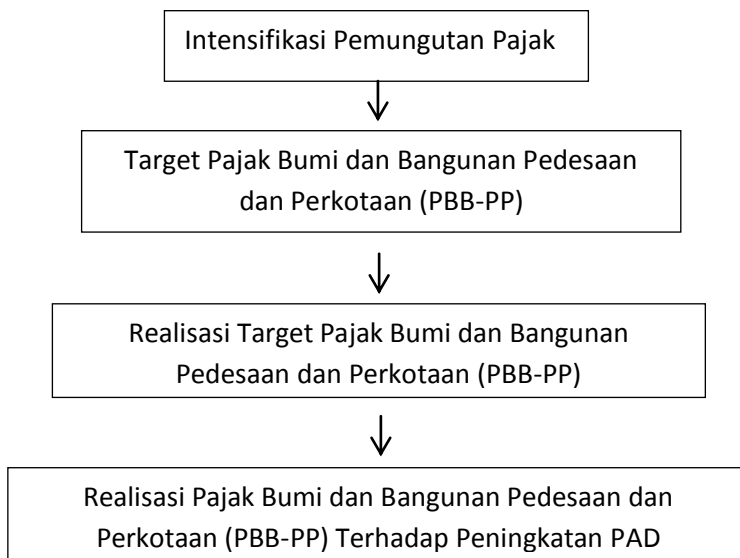 Intensifikasi Pemungutan Pajak
Target Pajak Bumi dan Bangunan Pedesaan
dan Perkotaan (PBB-PP)
Realisasi Target Pajak Bumi dan Bangunan
Pedesaan dan Perkotaan (PBB-PP)
Realisasi Pajak Bumi dan Bangunan Pedesaan dan
Perkotaan (PBB-PP) Terhadap Peningkatan PAD